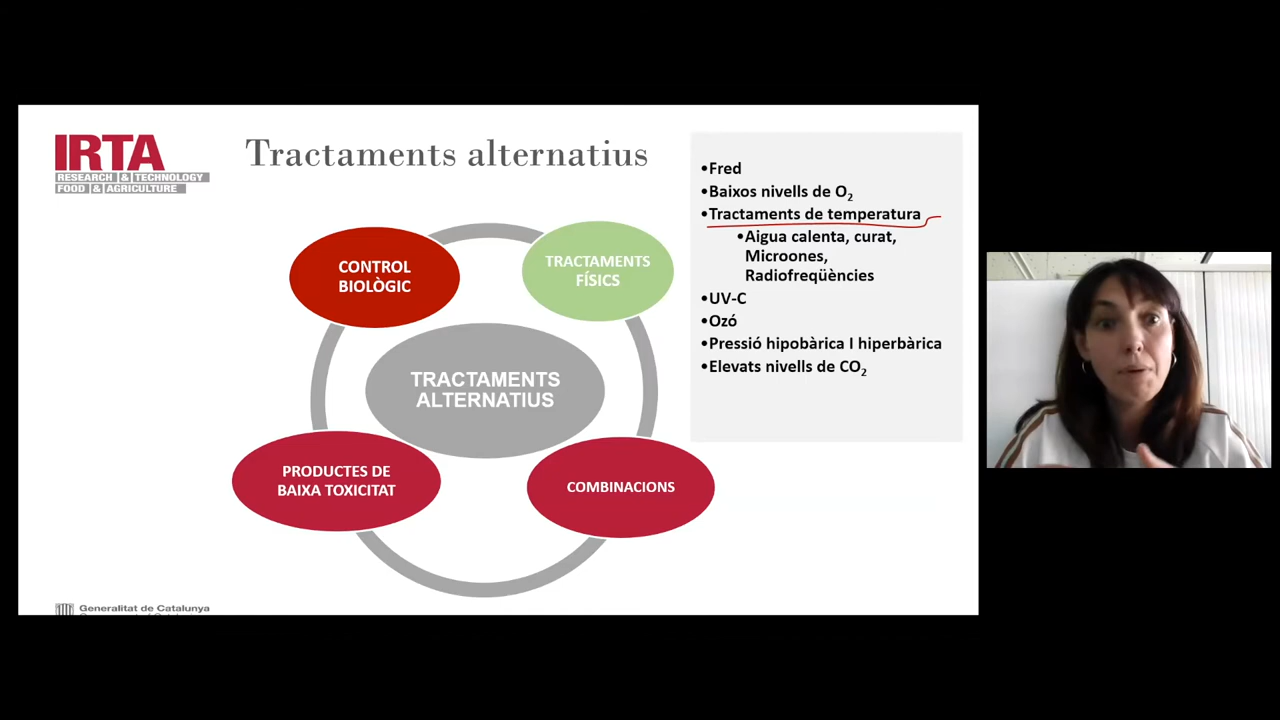 IRTA
RESEARCH & TECHNOLOGY
FOOD & AGRICULTURE
Tractaments alternatius
CONTROL
BIOLÒGIC
TRACTAMENTS
FÍSICS
TRACTAMENTS
ALTERNATIUS
PRODUCTES DE
BAIXA TOXICITAT
COMBINACIONS
•Fred
•Baixos nivells de O₂
•Tractaments de temperatura
•Aigua calenta, curat,
Microones,
Radiofreqüències
•UV-C
•Ozó
•Pressió hipobàrica I hiperbàrica
•Elevats nivells de CO₂
Generalitat de Catalunya